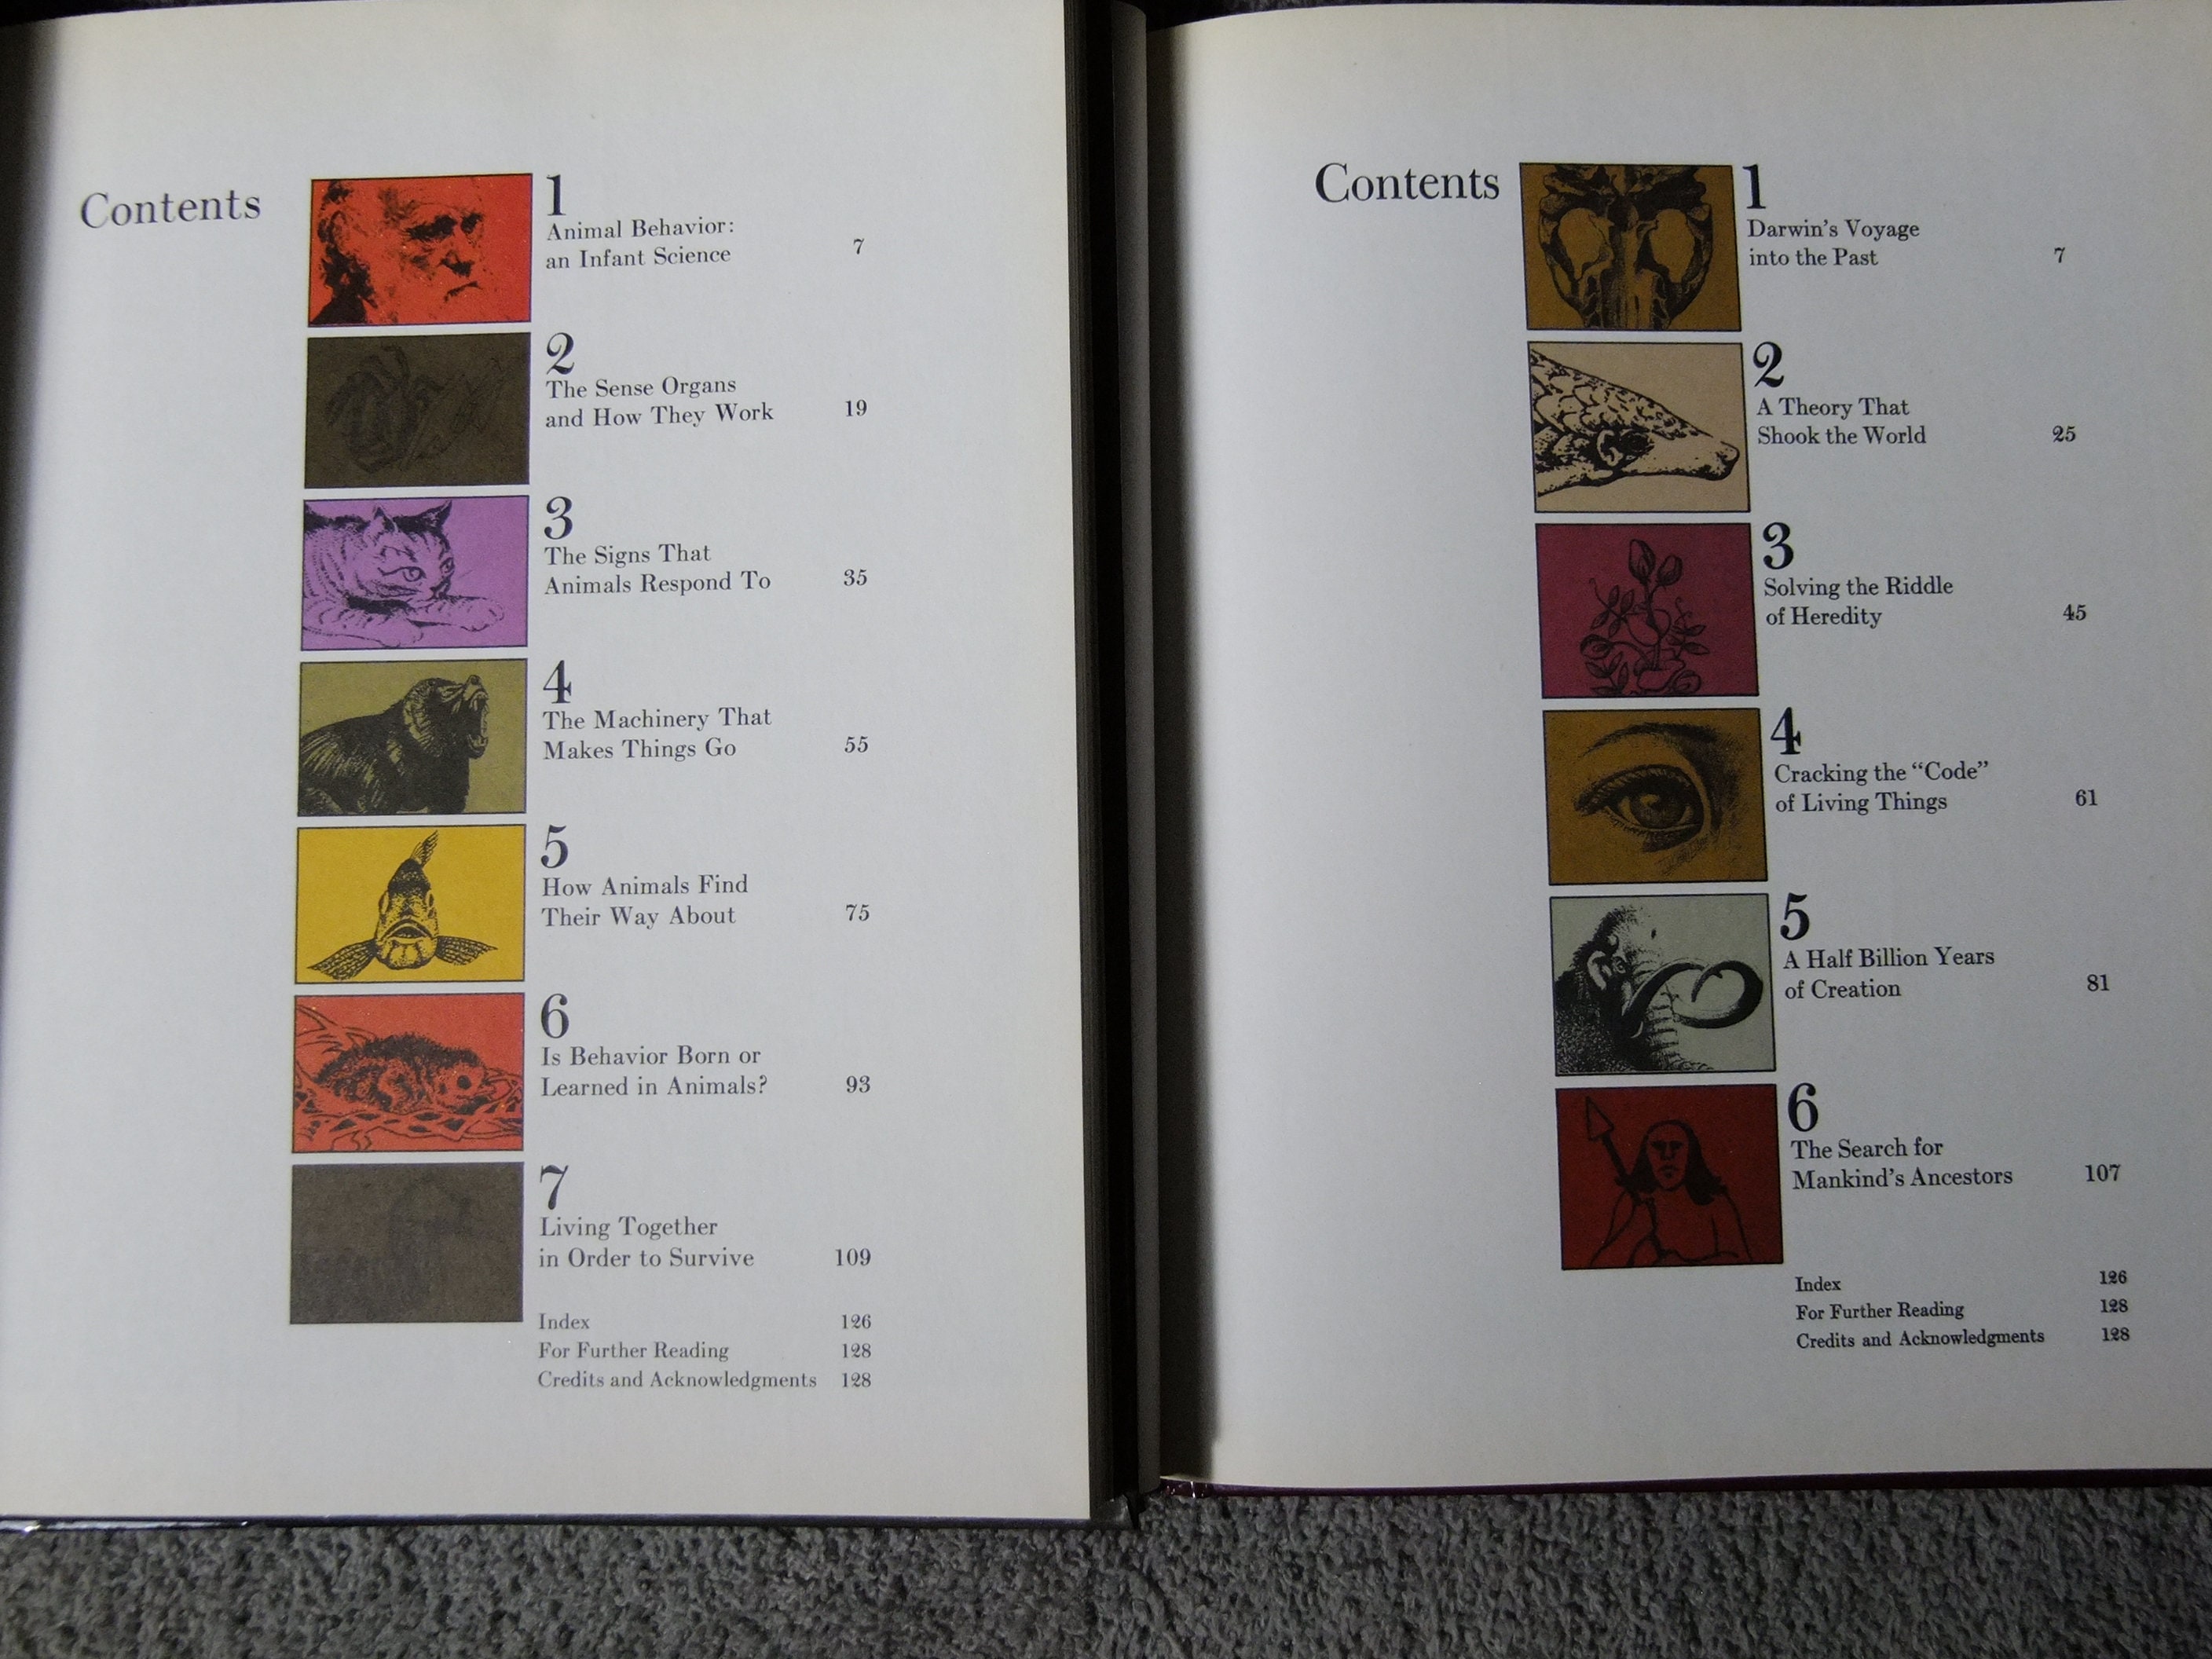 Contents
1
Animal Behavior:
an Infant Science 7
2
The Sense Organs
and How They Work 19
3
The Signs That
Animals Respond To 35
4
The Machinery That
Makes Things Go 55
5
How Animals Find
Their Way About 75
6
Is Behavior Born or
Learned in Animals? 93
7
Living Together
in Order to Survive 109
Index 126
For Further Reading 128
Credits and Acknowledgments 128
Contents
1
Darwin's Voyage
into the Past 7
2
A Theory That
Shook the World 25
3
Solving the Riddle
of Heredity 45
4
Cracking the “Code”
of Living Things 61
5
A Half Billion Years
of Creation 81
6
The Search for
Mankind's Ancestors 107
Index 126
For Further Reading 128
Credits and Acknowledgments 128